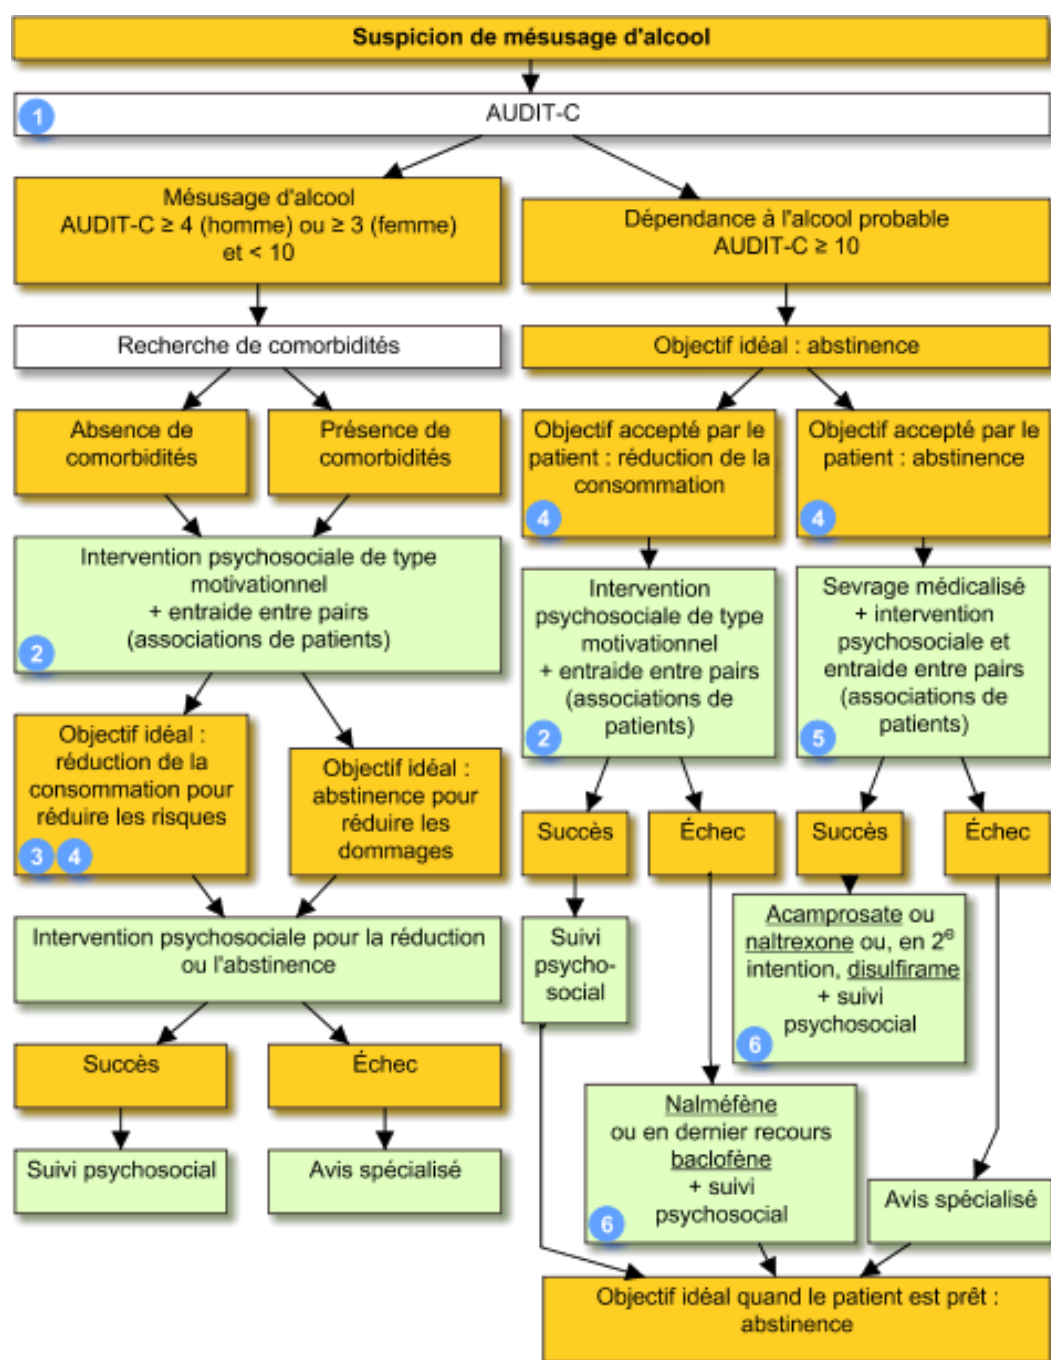 Suspicion de mésusage d'alcool
1
AUDIT-C
Mésusage d'alcool
AUDIT-C ≥ 4 (homme) ou ≥ 3 (femme)
et < 10
Dépendance à l'alcool probable
AUDIT-C ≥ 10
Recherche de comorbidités
Objectif idéal : abstinence
Absence de
comorbidités
Présence de
comorbidités
Objectif accepté par le
patient : réduction de la
consommation
4
Objectif accepté par le
patient : abstinence
4
Intervention psychosociale de type
motivationnel
+ entraide entre pairs
(associations de patients)
2
Intervention
psychosociale de type
motivationnel
+ entraide entre pairs
(associations de
patients)
2
Sevrage médicalisé
+ intervention
psychosociale et
entraide entre pairs
(associations de
patients)
5
Objectif idéal :
réduction de la
consommation pour
réduire les risques
3 4
Objectif idéal :
abstinence pour
réduire les
dommages
Succès
Échec
Succès
Échec
Intervention psychosociale pour la réduction
ou l'abstinence
Suivi
psycho-
social
Acamprosate ou
naltrexone ou, en 2e
intention, disulfirame
+ suivi
psychosocial
6
Succès
Échec
Nalméfène
ou en dernier recours
baclofène
+ suivi
psychosocial
6
Suivi psychosocial
Avis spécialisé
Avis spécialisé
Objectif idéal quand le patient est prêt :
abstinence